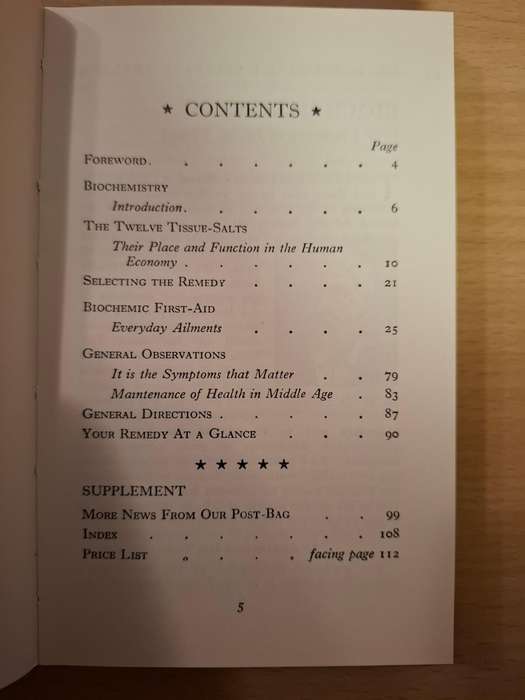 ★ CONTENTS ★
Page
FOREWORD. . . . . . . 4
BIOCHEMISTRY
Introduction. . . . . . 6
THE TWELVE TISSUE-SALTS
Their Place and Function in the Human
Economy . . . . . . 10
SELECTING THE REMEDY . . . . 21
BIOCHEMIC FIRST-AID
Everyday Ailments . . . . 25
GENERAL OBSERVATIONS
It is the Symptoms that Matter . . 79
Maintenance of Health in Middle Age . 83
GENERAL DIRECTIONS . . . . . 87
YOUR REMEDY AT A GLANCE . . . 90
★ ★ ★ ★ ★
SUPPLEMENT
MORE NEWS FROM OUR POST-BAG . . 99
INDEX . . . . . . . 108
PRICE LIST . . . . facing page 112
5